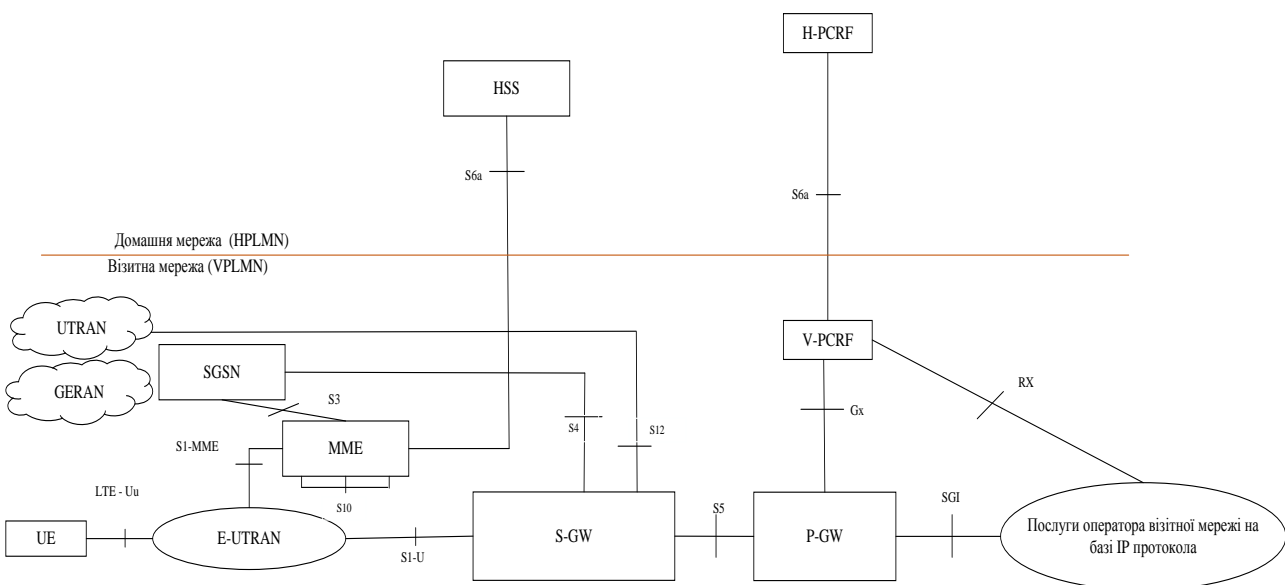 H-PCRF
HSS
S6a
S6a
Домашня мережа (HPLMN)
Візитна мережа (VPLMN)
UTRAN
V-PCRF
SGSN
GERAN
RX
S3
Gx
S4
S12
S1-MME
MME
LTE - Uu
S10
S5
SGI
UE
E-UTRAN
S-GW
P-GW
Послуги оператора візітної мережі на
базі IP протокола
S1-U